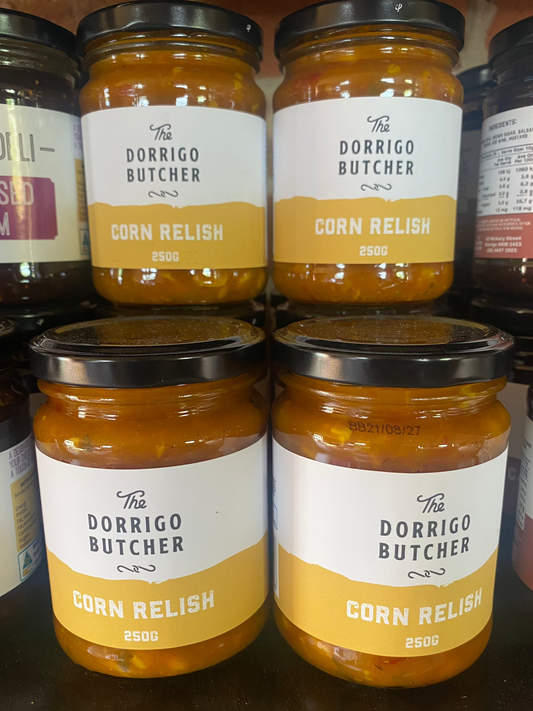 The
DORRIGO
BUTCHER
CORN RELISH
250G
The
DORRIGO
BUTCHER
CORN RELISH
250G
INGREDIENTS:
BB21/08/27
The
DORRIGO
BUTCHER
CORN RELISH
250G
The
DORRIGO
BUTCHER
CORN RELISH
250G